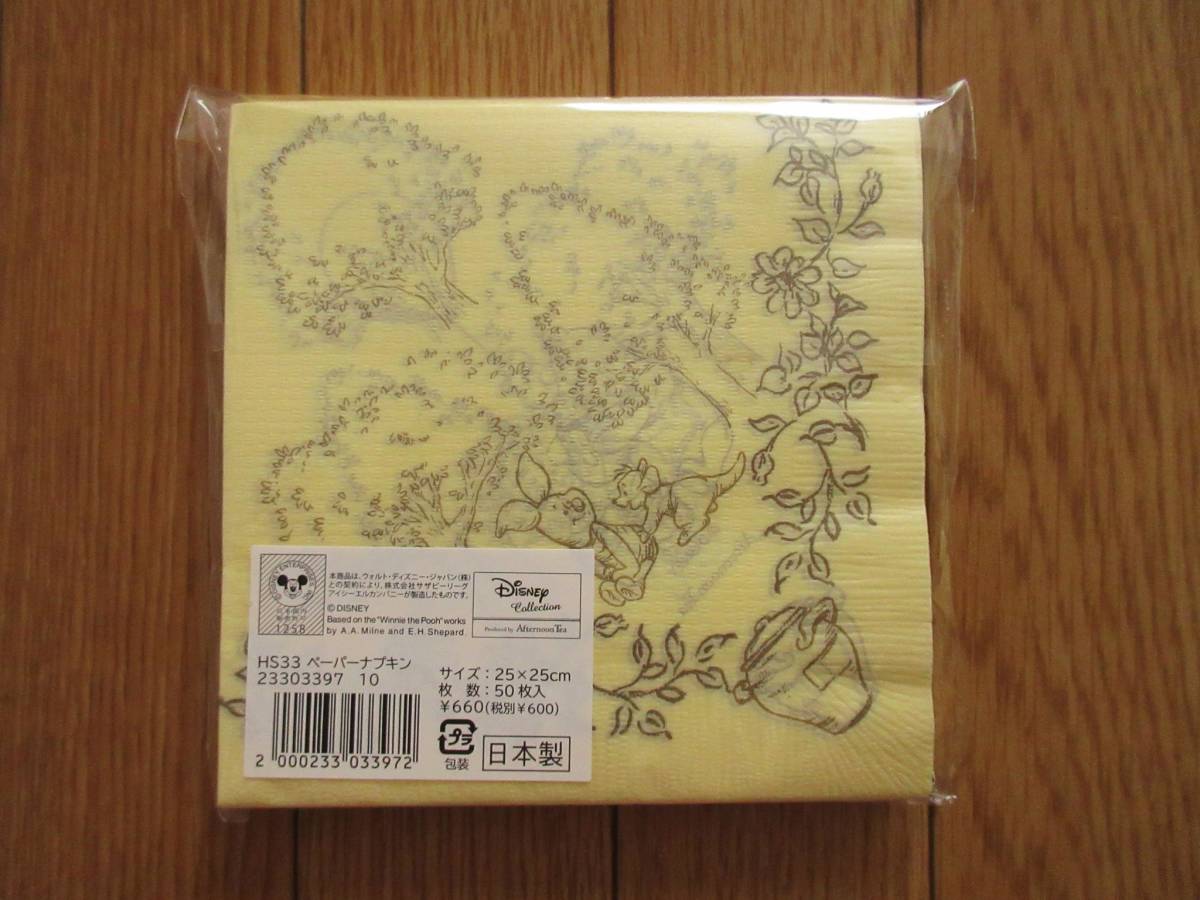 本商品は、ウォルト・ディズニー・ジャパン(株)
との契約により、株式会社サザビーリーグ
アイシーエルカンパニーが製造したものです。
©DISNEY
Based on the "Winnie the Pooh" works
by A.A. Milne and E.H. Shepard.
1258
Disney
Collection
Produced by Afternoon Tea
HS33 ペーパーナプキン
23303397 10
サイズ:25×25cm
枚 数:50枚入
¥660(税別¥600)
プラ
包装
日本製
2 000233 033972